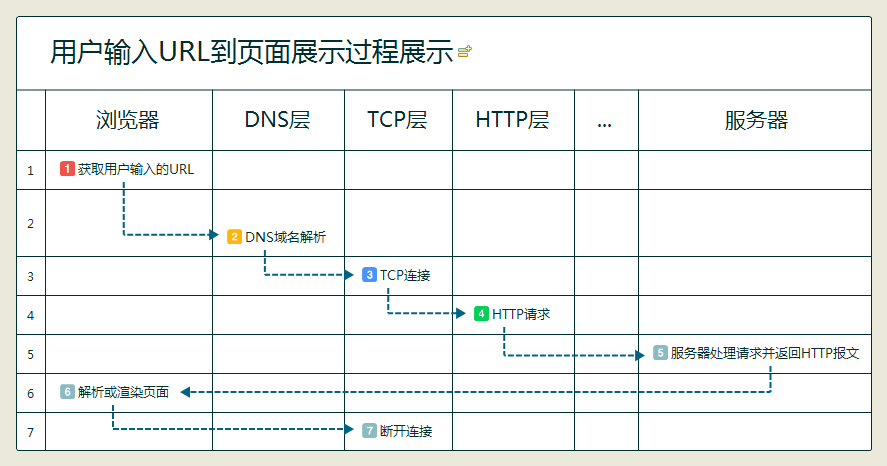 用户输入URL到页面展示过程展示
浏览器 DNS层 TCP层 HTTP层 ... 服务器
1 1 获取用户输入的URL
2 2 DNS域名解析
3 3 TCP连接
4 4 HTTP请求
5 5 服务器处理请求并返回HTTP报文
6 6 解析或渲染页面
7 7 断开连接